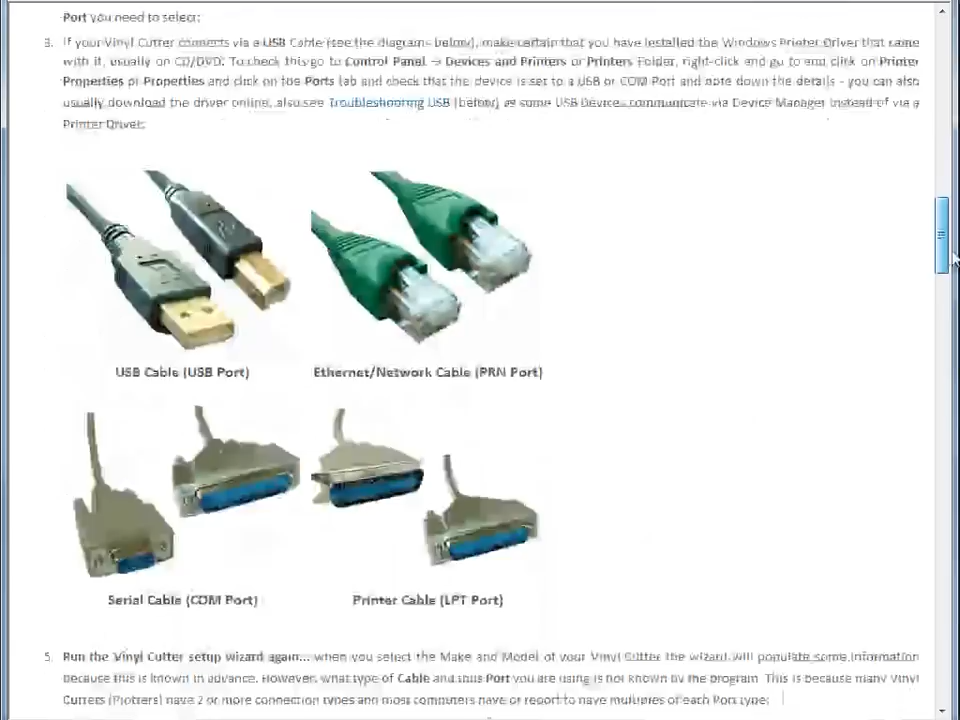 Port you need to select:
3. If your Vinyl Cutter connects via a USB Cable (see the diagram - below), make certain that you have installed the Windows Printer Driver that came
with it, usually on CD/DVD. To check this go to Control Panel -> Devices and Printers or Printers Folder, right-click and go to and click on Printer
Properties or Properties and click on the Ports tab and check that the device is set to a USB or COM Port and note down the details - you can also
usually download the driver online, also see Troubleshooting USB (below) as some USB Devices communicate via Device Manager instead of via a
Printer Driver.
USB Cable (USB Port) Ethernet/Network Cable (PRN Port)
Serial Cable (COM Port) Printer Cable (LPT Port)
5. Run the Vinyl Cutter setup wizard again... when you select the Make and Model of your Vinyl Cutter the wizard will populate some information
because this is known in advance. However, what type of Cable and thus Port you are using is not known by the program. This is because many Vinyl
Cutters (Plotters) have 2 or more connection types and most computers have or report to have multiples of each Port type: